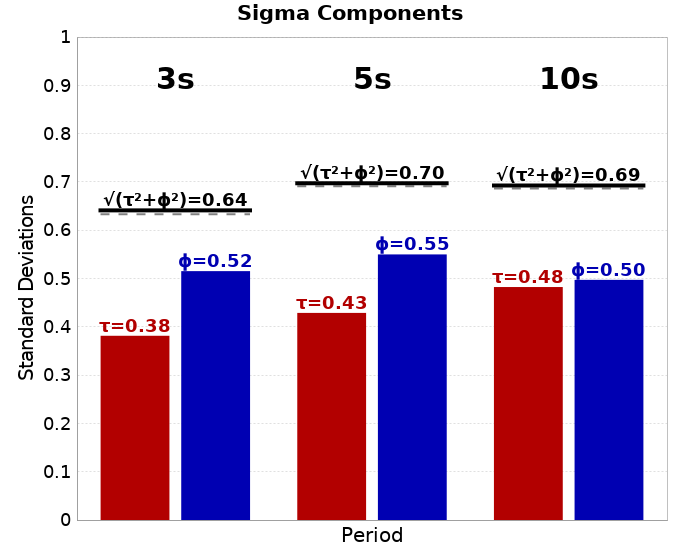 Sigma Components
1
0.9
0.8
0.7
0.6
0.5
0.4
0.3
0.2
0.1
0
Standard Deviations
3s
5s
10s
√(τ²+ϕ²)=0.64
√(τ²+ϕ²)=0.70
√(τ²+ϕ²)=0.69
τ=0.38
ϕ=0.52
τ=0.43
ϕ=0.55
τ=0.48
ϕ=0.50
Period